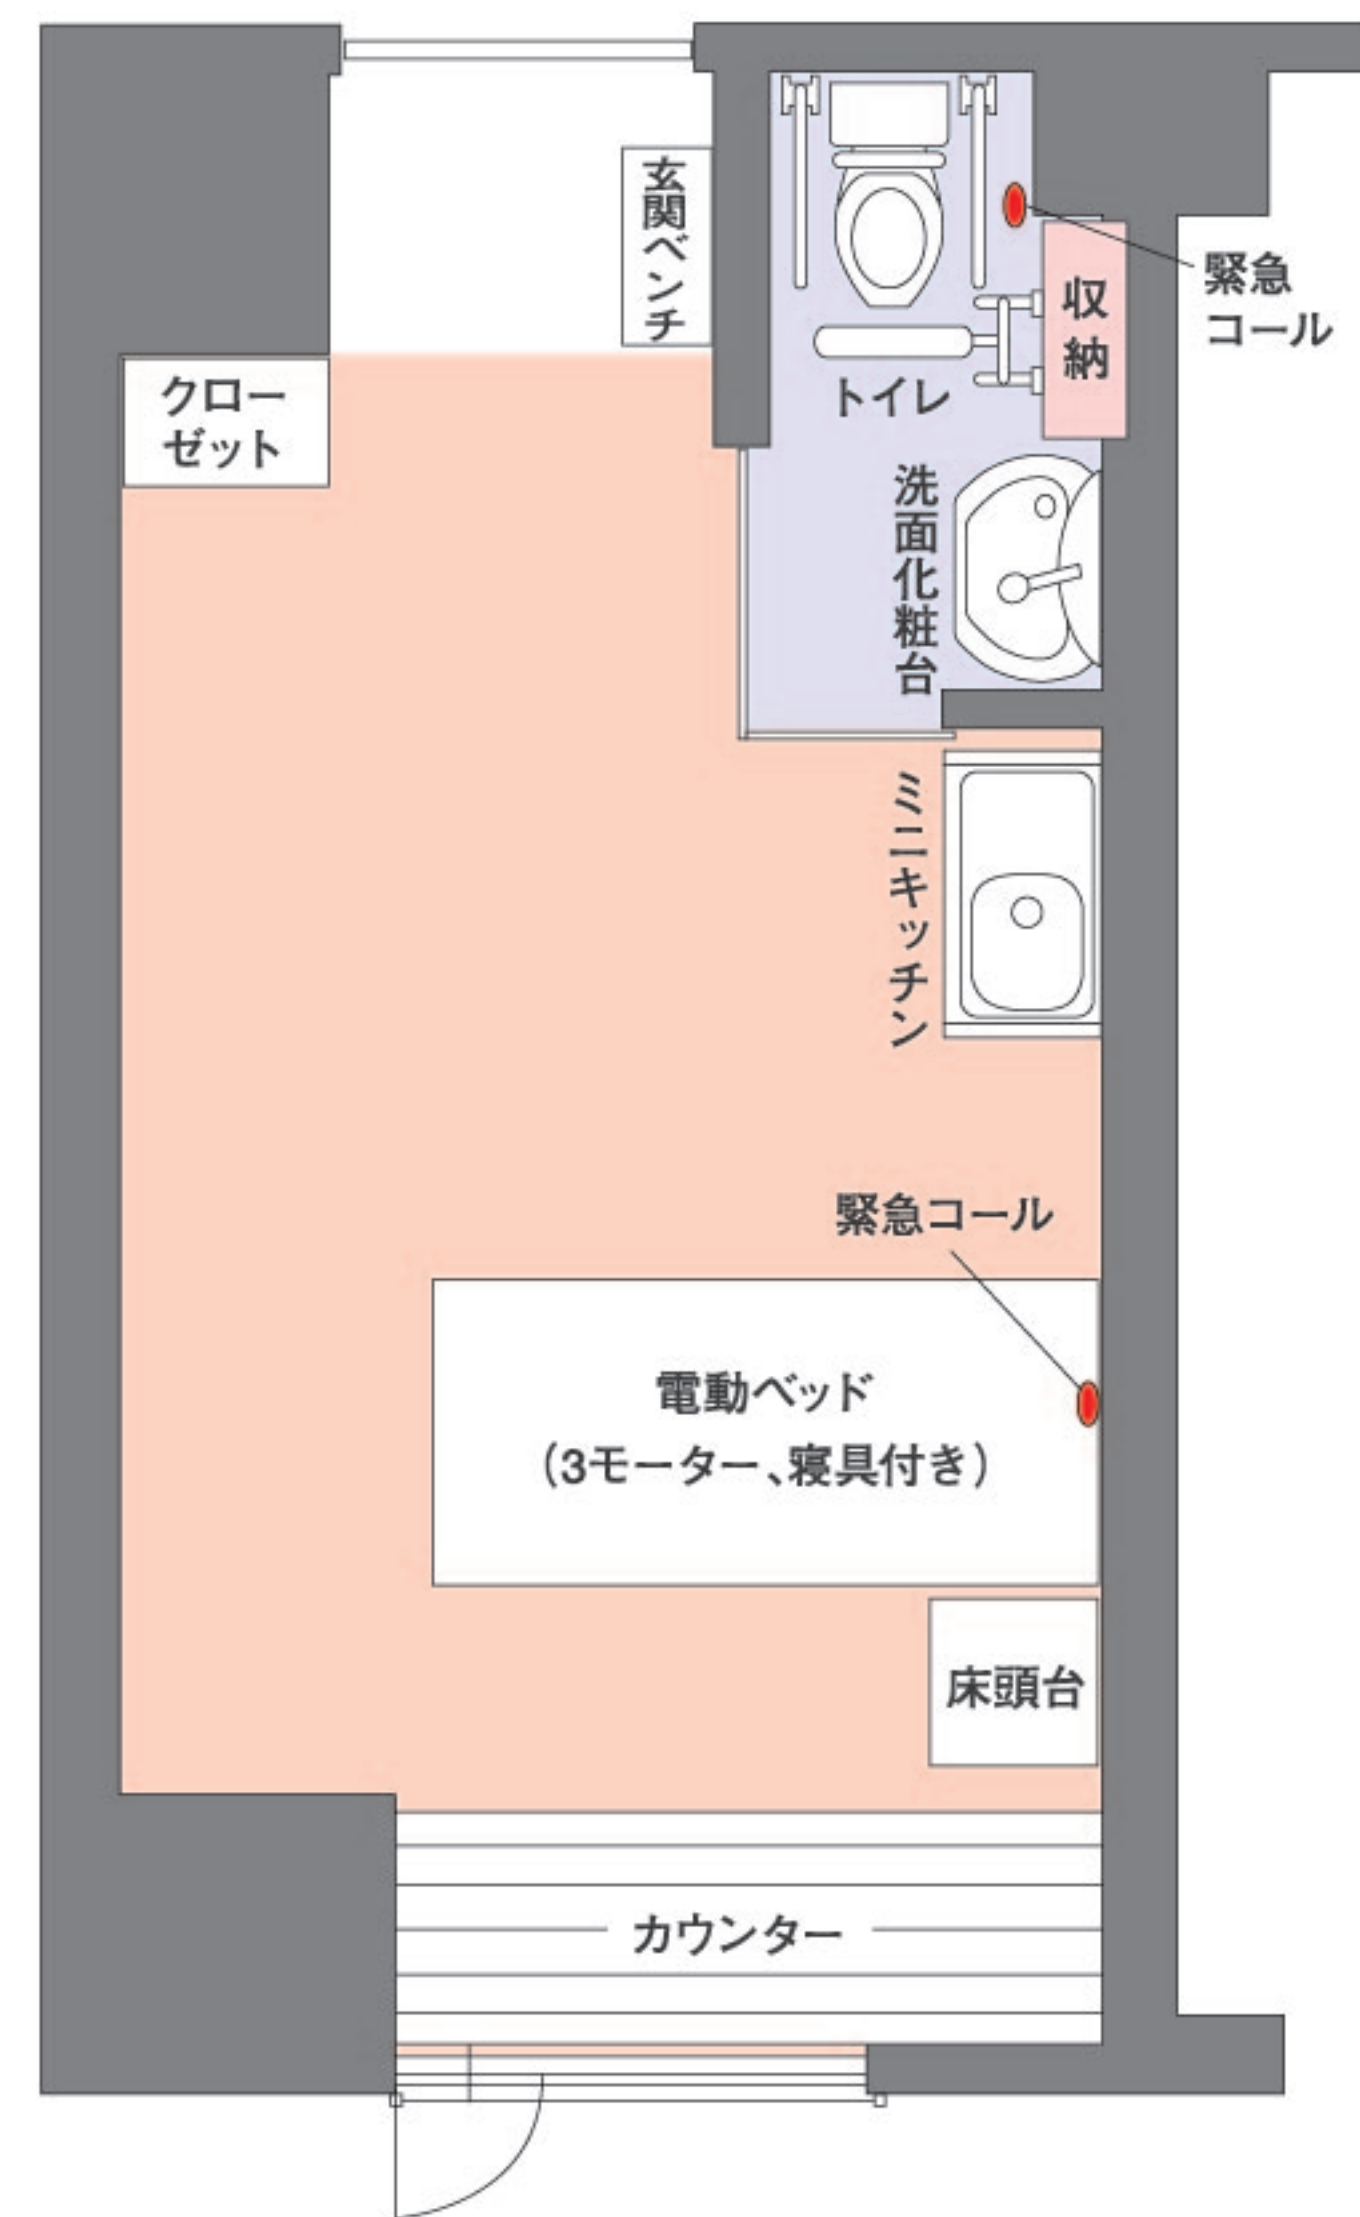 玄関ベンチ
緊急
コール
収納
クロー
ゼット
トイレ
洗面化粧台
ミニキッチン
緊急コール
電動ベッド
（3モーター、寝具付き）
床頭台
カウンター